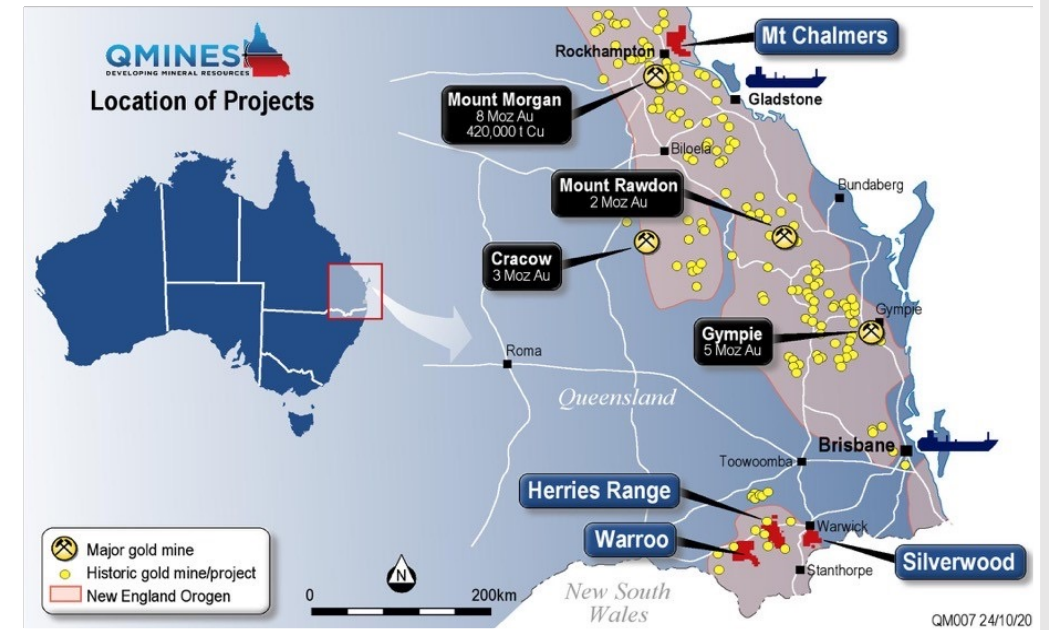 QMINES
DEVELOPING MINERAL RESOURCES
Location of Projects
Mt Chalmers
Rockhampton
Mount Morgan
8 Moz Au
420,000 t Cu
Gladstone
Biloela
Mount Rawdon
2 Moz Au
Bundaberg
Cracow
3 Moz Au
Gympie
Gympie
5 Moz Au
Roma
Queensland
Brisbane
Toowoomba
Herries Range
Warroo
Warwick
Silverwood
Stanthorpe
Major gold mine
Historic gold mine/project
New England Orogen
N
0
200km
New South
Wales
QM007 24/10/20